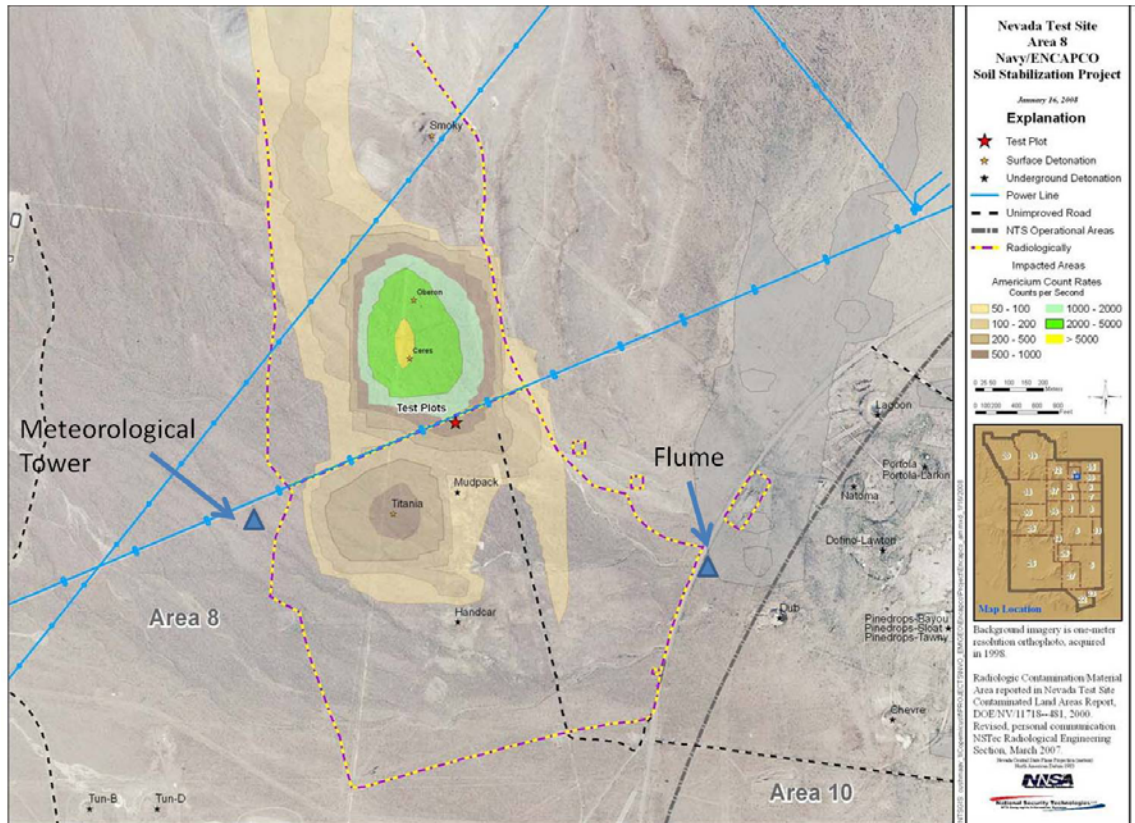 Smoky
Oberon
Ceres
Test Plots
Meteorological
Tower
Flume
Lagoon
Mudpack
Titania
Portola
Portola-Larkin
Natoma
Dofino-Lawton
Area 8
Handcar
Dub
Pinedrops-Bayou
Pinedrops-Sloat
Pinedrops-Tawny
Chevre
Tun-B
Tun-D
Area 10
Nevada Test Site
Area 8
Navy/ENCAPCO
Soil Stabilization Project
January 16, 2008
Explanation
Test Plot
Surface Detonation
Underground Detonation
Power Line
Unimproved Road
NTS Operational Areas
Radiologically
Impacted Areas
Americium Count Rates
Counts per Second
50 - 100
1000 - 2000
100 - 200
2000 - 5000
200 - 500
> 5000
500 - 1000
Meters
Feet
Map Location
Background imagery is one-meter
resolution orthophoto, acquired
in 1998.
Radiologic Contamination/Material
Area reported in Nevada Test Site
Contaminated Land Areas Report,
DOE/NV/11718--481, 2000.
Revised, personal communication
NSTec Radiological Engineering
Section, March 2007.
NNSA
National Security Technologies